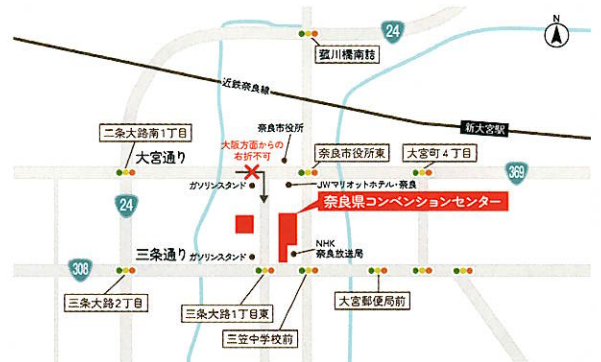 N
24
菰川橋南詰
近鉄奈良線
新大宮駅
奈良市役所
二条大路南1丁目
大阪方面からの
右折不可
奈良市役所東
大宮町4丁目
大宮通り
369
ガソリンスタンド
JWマリオットホテル・奈良
24
奈良県コンベンションセンター
三条通り
ガソリンスタンド
NHK
奈良放送局
308
三条大路2丁目
三条大路1丁目東
大宮郵便局前
三笠中学校前